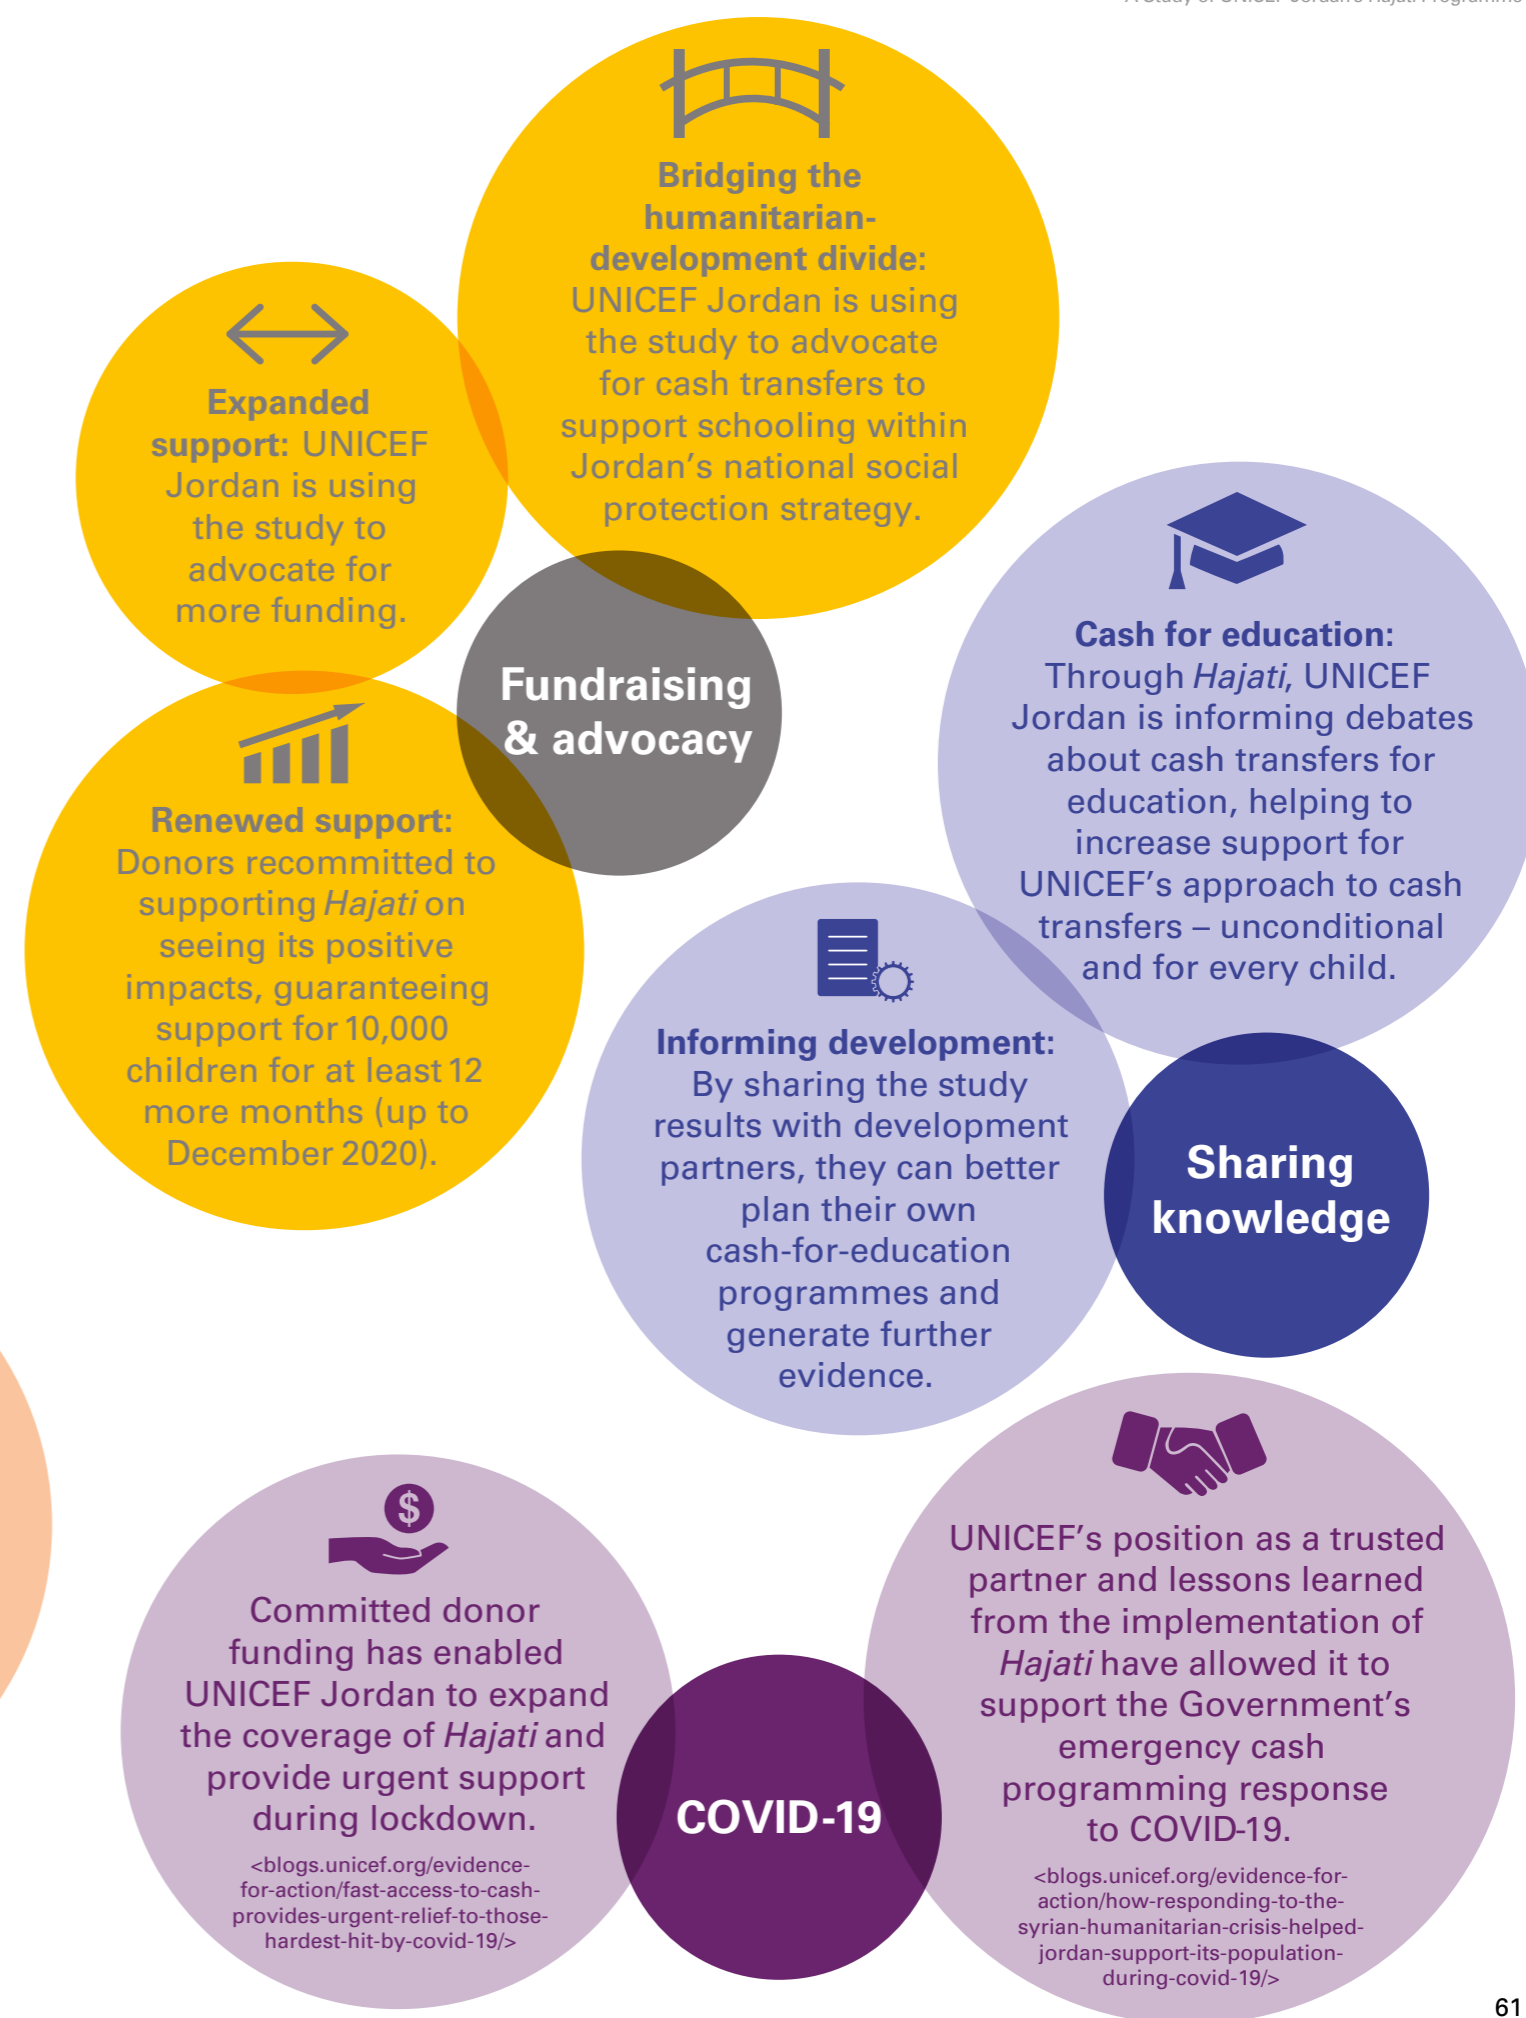 A Study of UNICEF Jordan's Hajati Programme
Bridging the
humanitarian-
development divide:
UNICEF Jordan is using
the study to advocate
for cash transfers to
support schooling within
Jordan’s national social
protection strategy.
Expanded
support: UNICEF
Jordan is using
the study to
advocate for
more funding.
Fundraising
& advocacy
Renewed support:
Donors recommitted to
supporting Hajati on
seeing its positive
impacts, guaranteeing
support for 10,000
children for at least 12
more months (up to
December 2020).
Cash for education:
Through Hajati, UNICEF
Jordan is informing debates
about cash transfers for
education, helping to
increase support for
UNICEF’s approach to cash
transfers – unconditional
and for every child.
Informing development:
By sharing the study
results with development
partners, they can better
plan their own
cash-for-education
programmes and
generate further
evidence.
Sharing
knowledge
Committed donor
funding has enabled
UNICEF Jordan to expand
the coverage of Hajati and
provide urgent support
during lockdown.
<blogs.unicef.org/evidence-
for-action/fast-access-to-cash-
provides-urgent-relief-to-those-
hardest-hit-by-covid-19/>
COVID-19
UNICEF’s position as a trusted
partner and lessons learned
from the implementation of
Hajati have allowed it to
support the Government’s
emergency cash
programming response
to COVID-19.
<blogs.unicef.org/evidence-for-
action/how-responding-to-the-
syrian-humanitarian-crisis-helped-
jordan-support-its-population-
during-covid-19/>
61